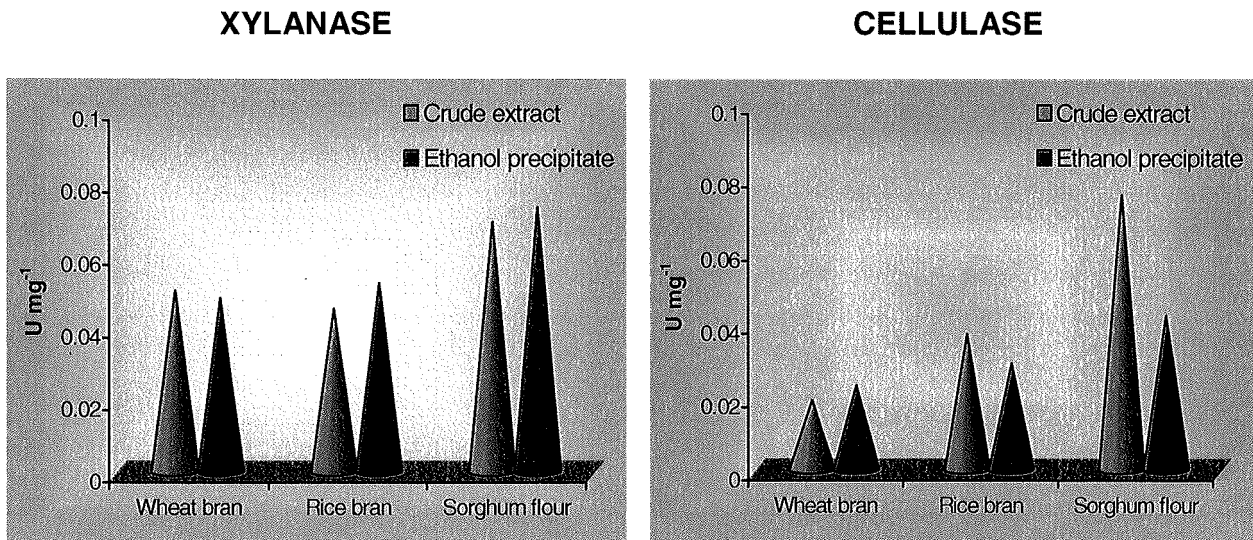 XYLANASE
Crude extract
Ethanol precipitate
0.1
0.08
0.06
0.04
0.02
0
U mg⁻¹
Wheat bran
Rice bran
Sorghum flour
CELLULASE
Crude extract
Ethanol precipitate
0.1
0.08
0.06
0.04
0.02
0
U mg⁻¹
Wheat bran
Rice bran
Sorghum flour